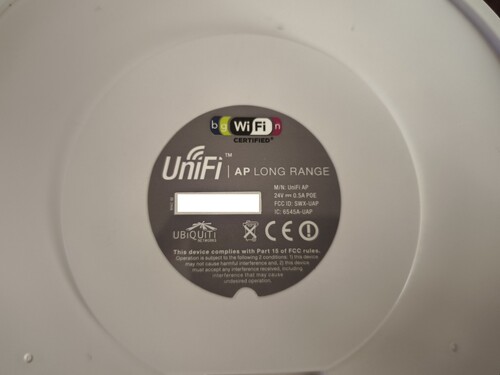 b g WiFi a n
CERTIFIED
UniFi™ AP LONG RANGE
M/N: UniFi AP
24V 0.5A POE
FCC ID: SWX-UAP
IC: 6545A-UAP
UBiQUiTi
NETWORKS
This device complies with Part 15 of FCC rules.
Operation is subject to the following 2 conditions: 1) this device
may not cause harmful interference and, 2) this device
must accept any interference received, including
interference that may cause
undesired operation.